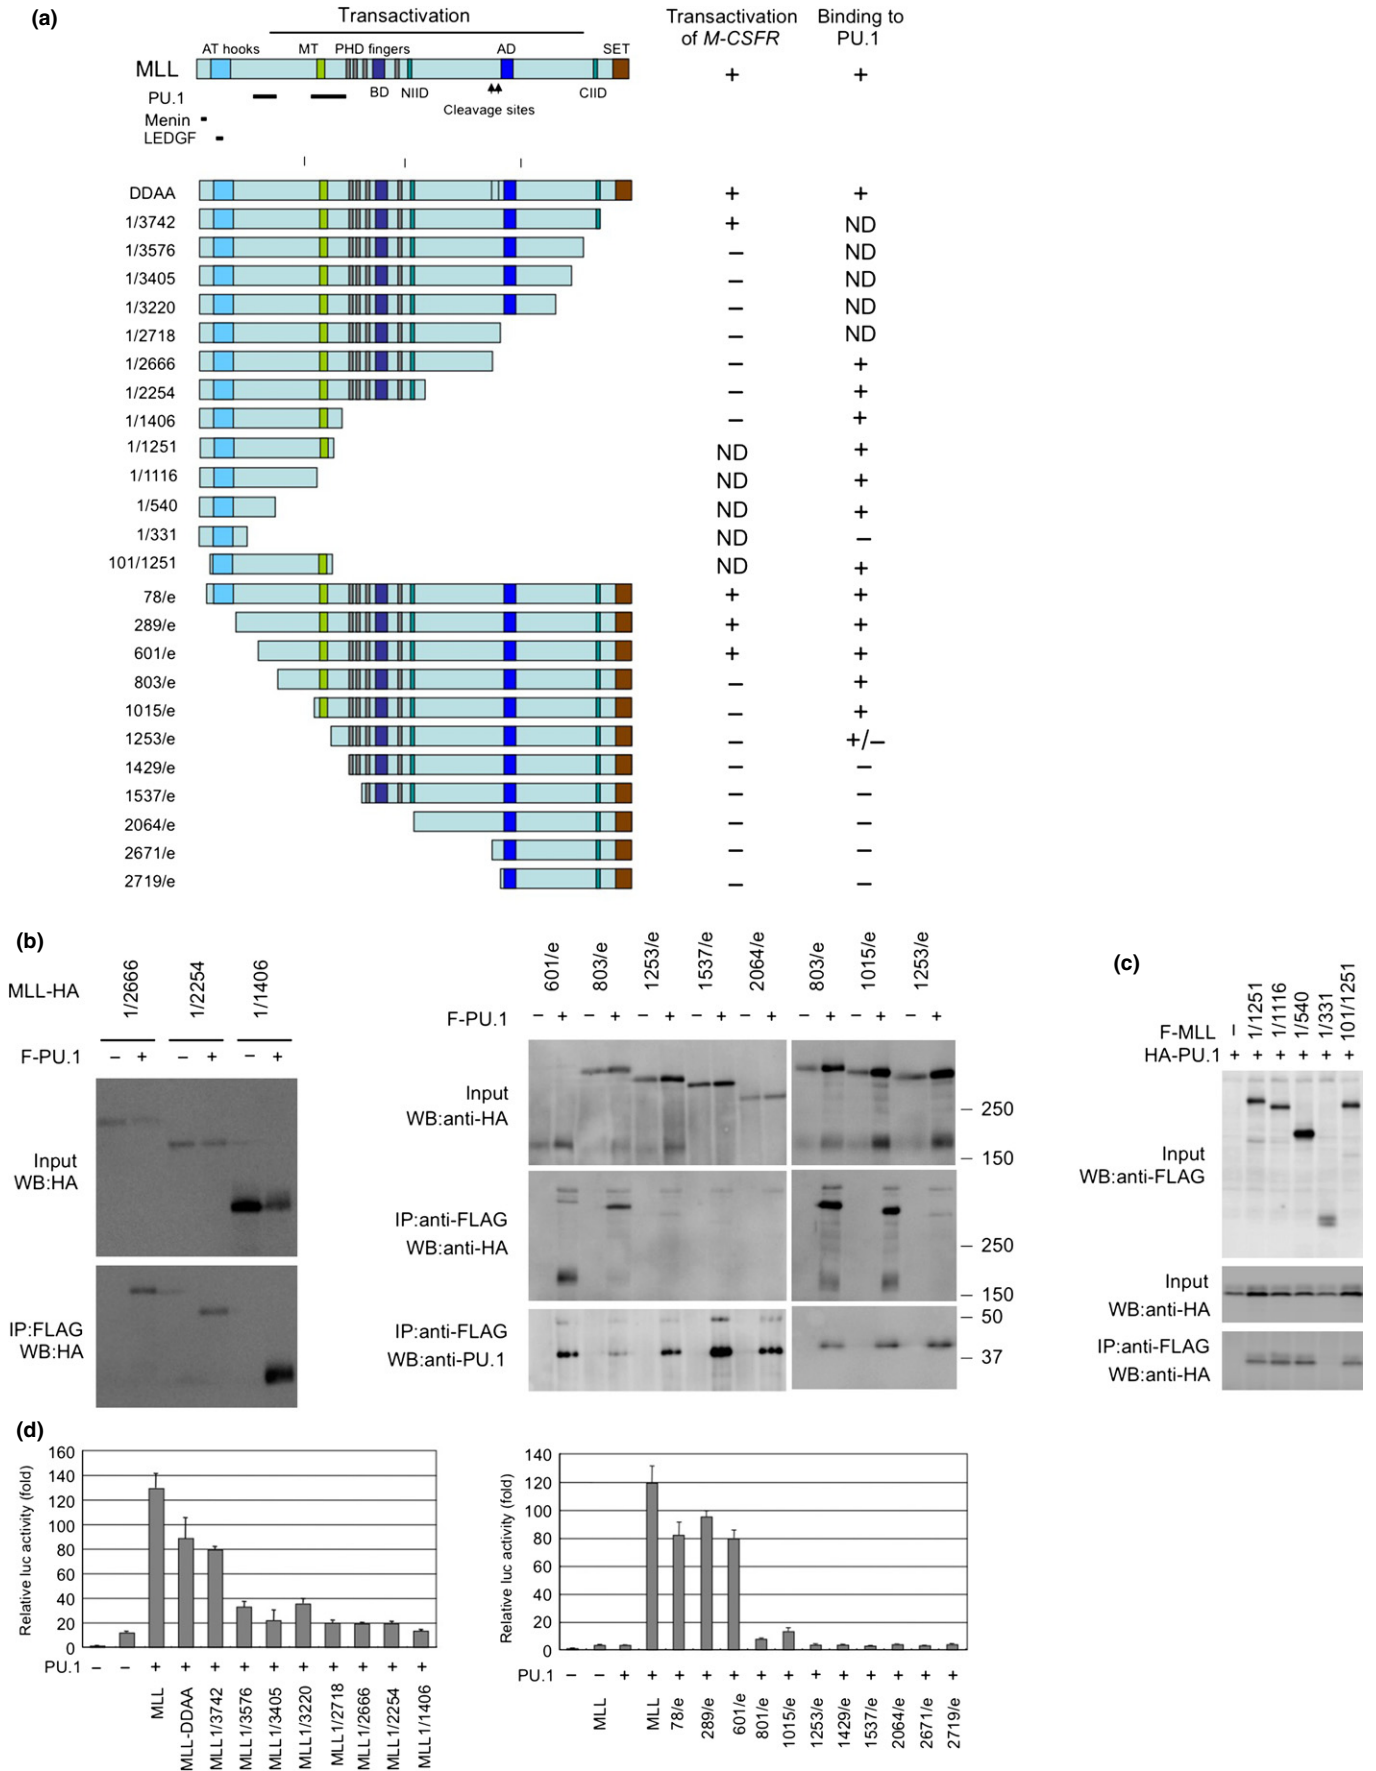 (a)
Transactivation
Transactivation of M-CSFR
Binding to PU.1
AT hooks MT PHD fingers AD SET
MLL + +
PU.1 BD NIID CIID
Cleavage sites
Menin
LEDGF
DDAA + +
1/3742 + ND
1/3576 – ND
1/3405 – ND
1/3220 – ND
1/2718 – ND
1/2666 – +
1/2254 – +
1/1406 – +
1/1251 ND +
1/1116 ND +
1/540 ND +
1/331 ND –
101/1251 ND +
78/e + +
289/e + +
601/e + +
803/e – +
1015/e – +
1253/e – +/–
1429/e – –
1537/e – –
2064/e – –
2671/e – –
2719/e – –
(b)
MLL-HA 1/2666 1/2254 1/1406
F-PU.1 – + – + – +
Input
WB:HA
IP:FLAG
WB:HA
601/e 803/e 1253/e 1537/e 2064/e 803/e 1015/e 1253/e
F-PU.1 – + – + – + – + – + – + – + – +
Input
WB:anti-HA
– 250
– 150
IP:anti-FLAG
WB:anti-HA
– 250
– 150
IP:anti-FLAG
WB:anti-PU.1
– 50
– 37
(c)
F-MLL – 1/1251 1/1116 1/540 1/331 101/1251
HA-PU.1 + + + + + +
Input
WB:anti-FLAG
Input
WB:anti-HA
IP:anti-FLAG
WB:anti-HA
(d)
Relative luc activity (fold)
160
140
120
100
80
60
40
20
0
PU.1 – – + + + + + + + + + +
MLL MLL-DDAA MLL1/3742 MLL1/3576 MLL1/3405 MLL1/3220 MLL1/2718 MLL1/2666 MLL1/2254 MLL1/1406
Relative luc activity (fold)
140
120
100
80
60
40
20
0
PU.1 – – + + + + + + + + + + + + +
MLL MLL 78/e 289/e 601/e 801/e 1015/e 1253/e 1429/e 1537/e 2064/e 2671/e 2719/e